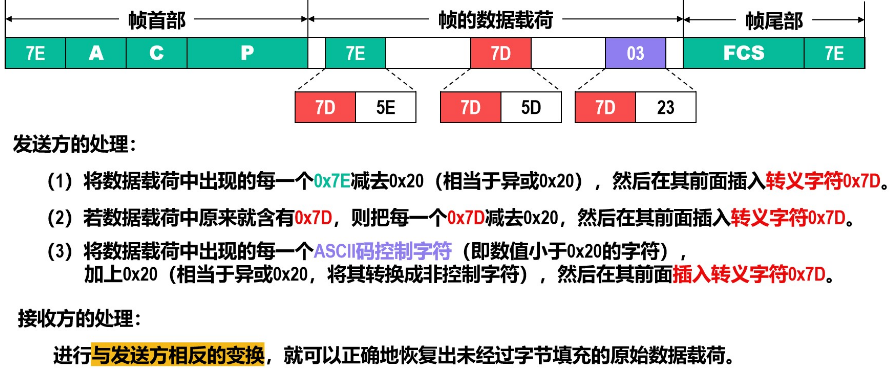 帧首部 帧的数据载荷 帧尾部
7E A C P 7E 7D 03 FCS 7E
7D 5E 7D 5D 7D 23
发送方的处理：
（1）将数据载荷中出现的每一个0x7E减去0x20（相当于异或0x20），然后在其前面插入转义字符0x7D。
（2）若数据载荷中原来就含有0x7D，则把每一个0x7D减去0x20，然后在其前面插入转义字符0x7D。
（3）将数据载荷中出现的每一个ASCII码控制字符（即数值小于0x20的字符），
加上0x20（相当于异或0x20，将其转换成非控制字符），然后在其前面插入转义字符0x7D。
接收方的处理：
进行与发送方相反的变换，就可以正确地恢复出未经过字节填充的原始数据载荷。